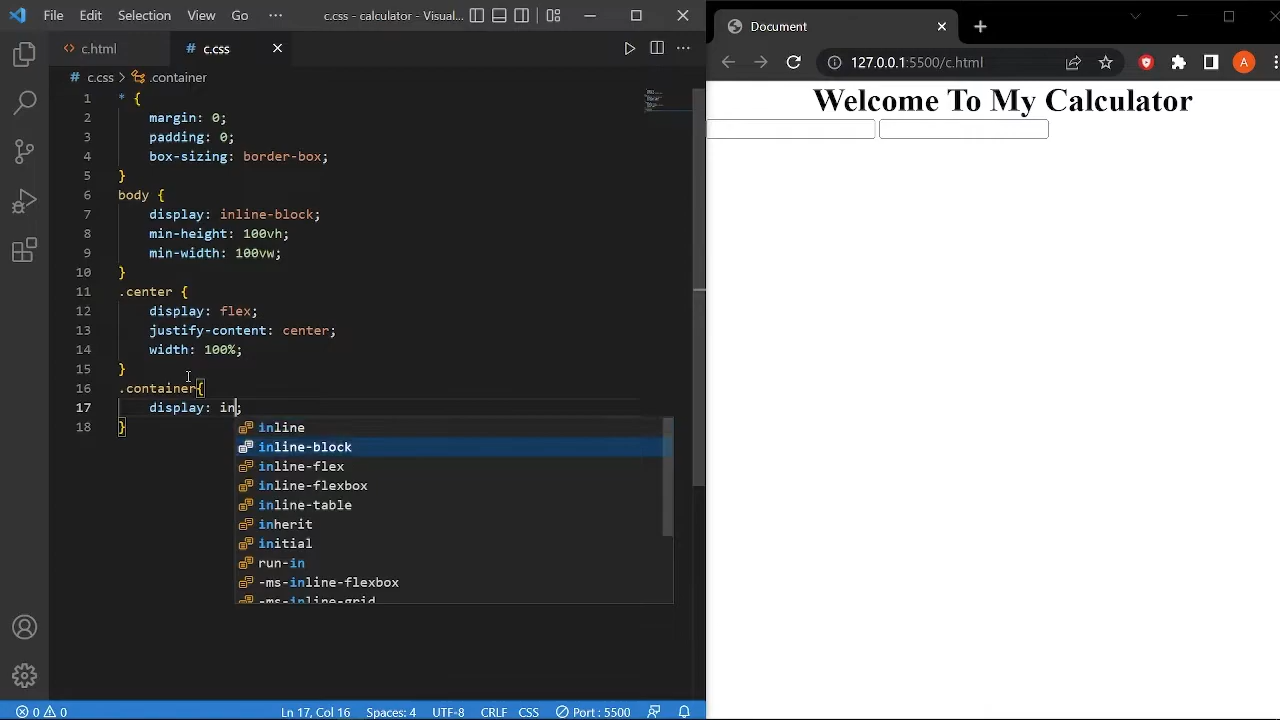 File Edit Selection View Go ··· c.css - calculator - Visual...
c.html c.css
c.css > .container
1 * {
2 margin: 0;
3 padding: 0;
4 box-sizing: border-box;
5 }
6 body {
7 display: inline-block;
8 min-height: 100vh;
9 min-width: 100vw;
10 }
11 .center {
12 display: flex;
13 justify-content: center;
14 width: 100%;
15 }
16 .container{
17 display: in;
18 }
inline
inline-block
inline-flex
inline-flexbox
inline-table
inherit
initial
run-in
-ms-inline-flexbox
-ms-inline-grid
0 0 Ln 17, Col 16 Spaces: 4 UTF-8 CRLF CSS Port : 5500
Document
127.0.0.1:5500/c.html A
Welcome To My Calculator